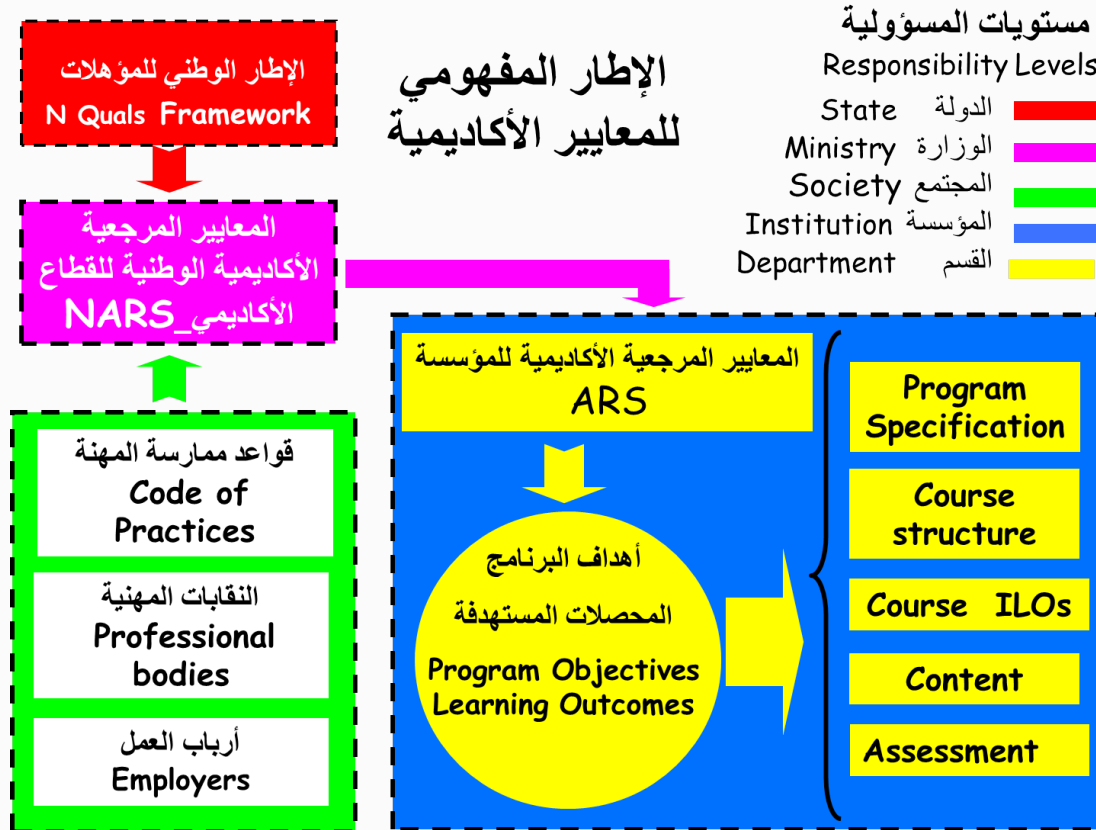 الإطار المفهومي
للمعايير الأكاديمية
مستويات المسؤولية
Responsibility Levels
State الدولة
Ministry الوزارة
Society المجتمع
Institution المؤسسة
Department القسم
الإطار الوطني للمؤهلات
N Quals Framework
المعايير المرجعية
الأكاديمية الوطنية للقطاع
الأكاديمي_NARS
قواعد ممارسة المهنة
Code of
Practices
النقابات المهنية
Professional
bodies
أرباب العمل
Employers
المعايير المرجعية الأكاديمية للمؤسسة
ARS
أهداف البرنامج
المحصلات المستهدفة
Program Objectives
Learning Outcomes
Program
Specification
Course
structure
Course ILOs
Content
Assessment